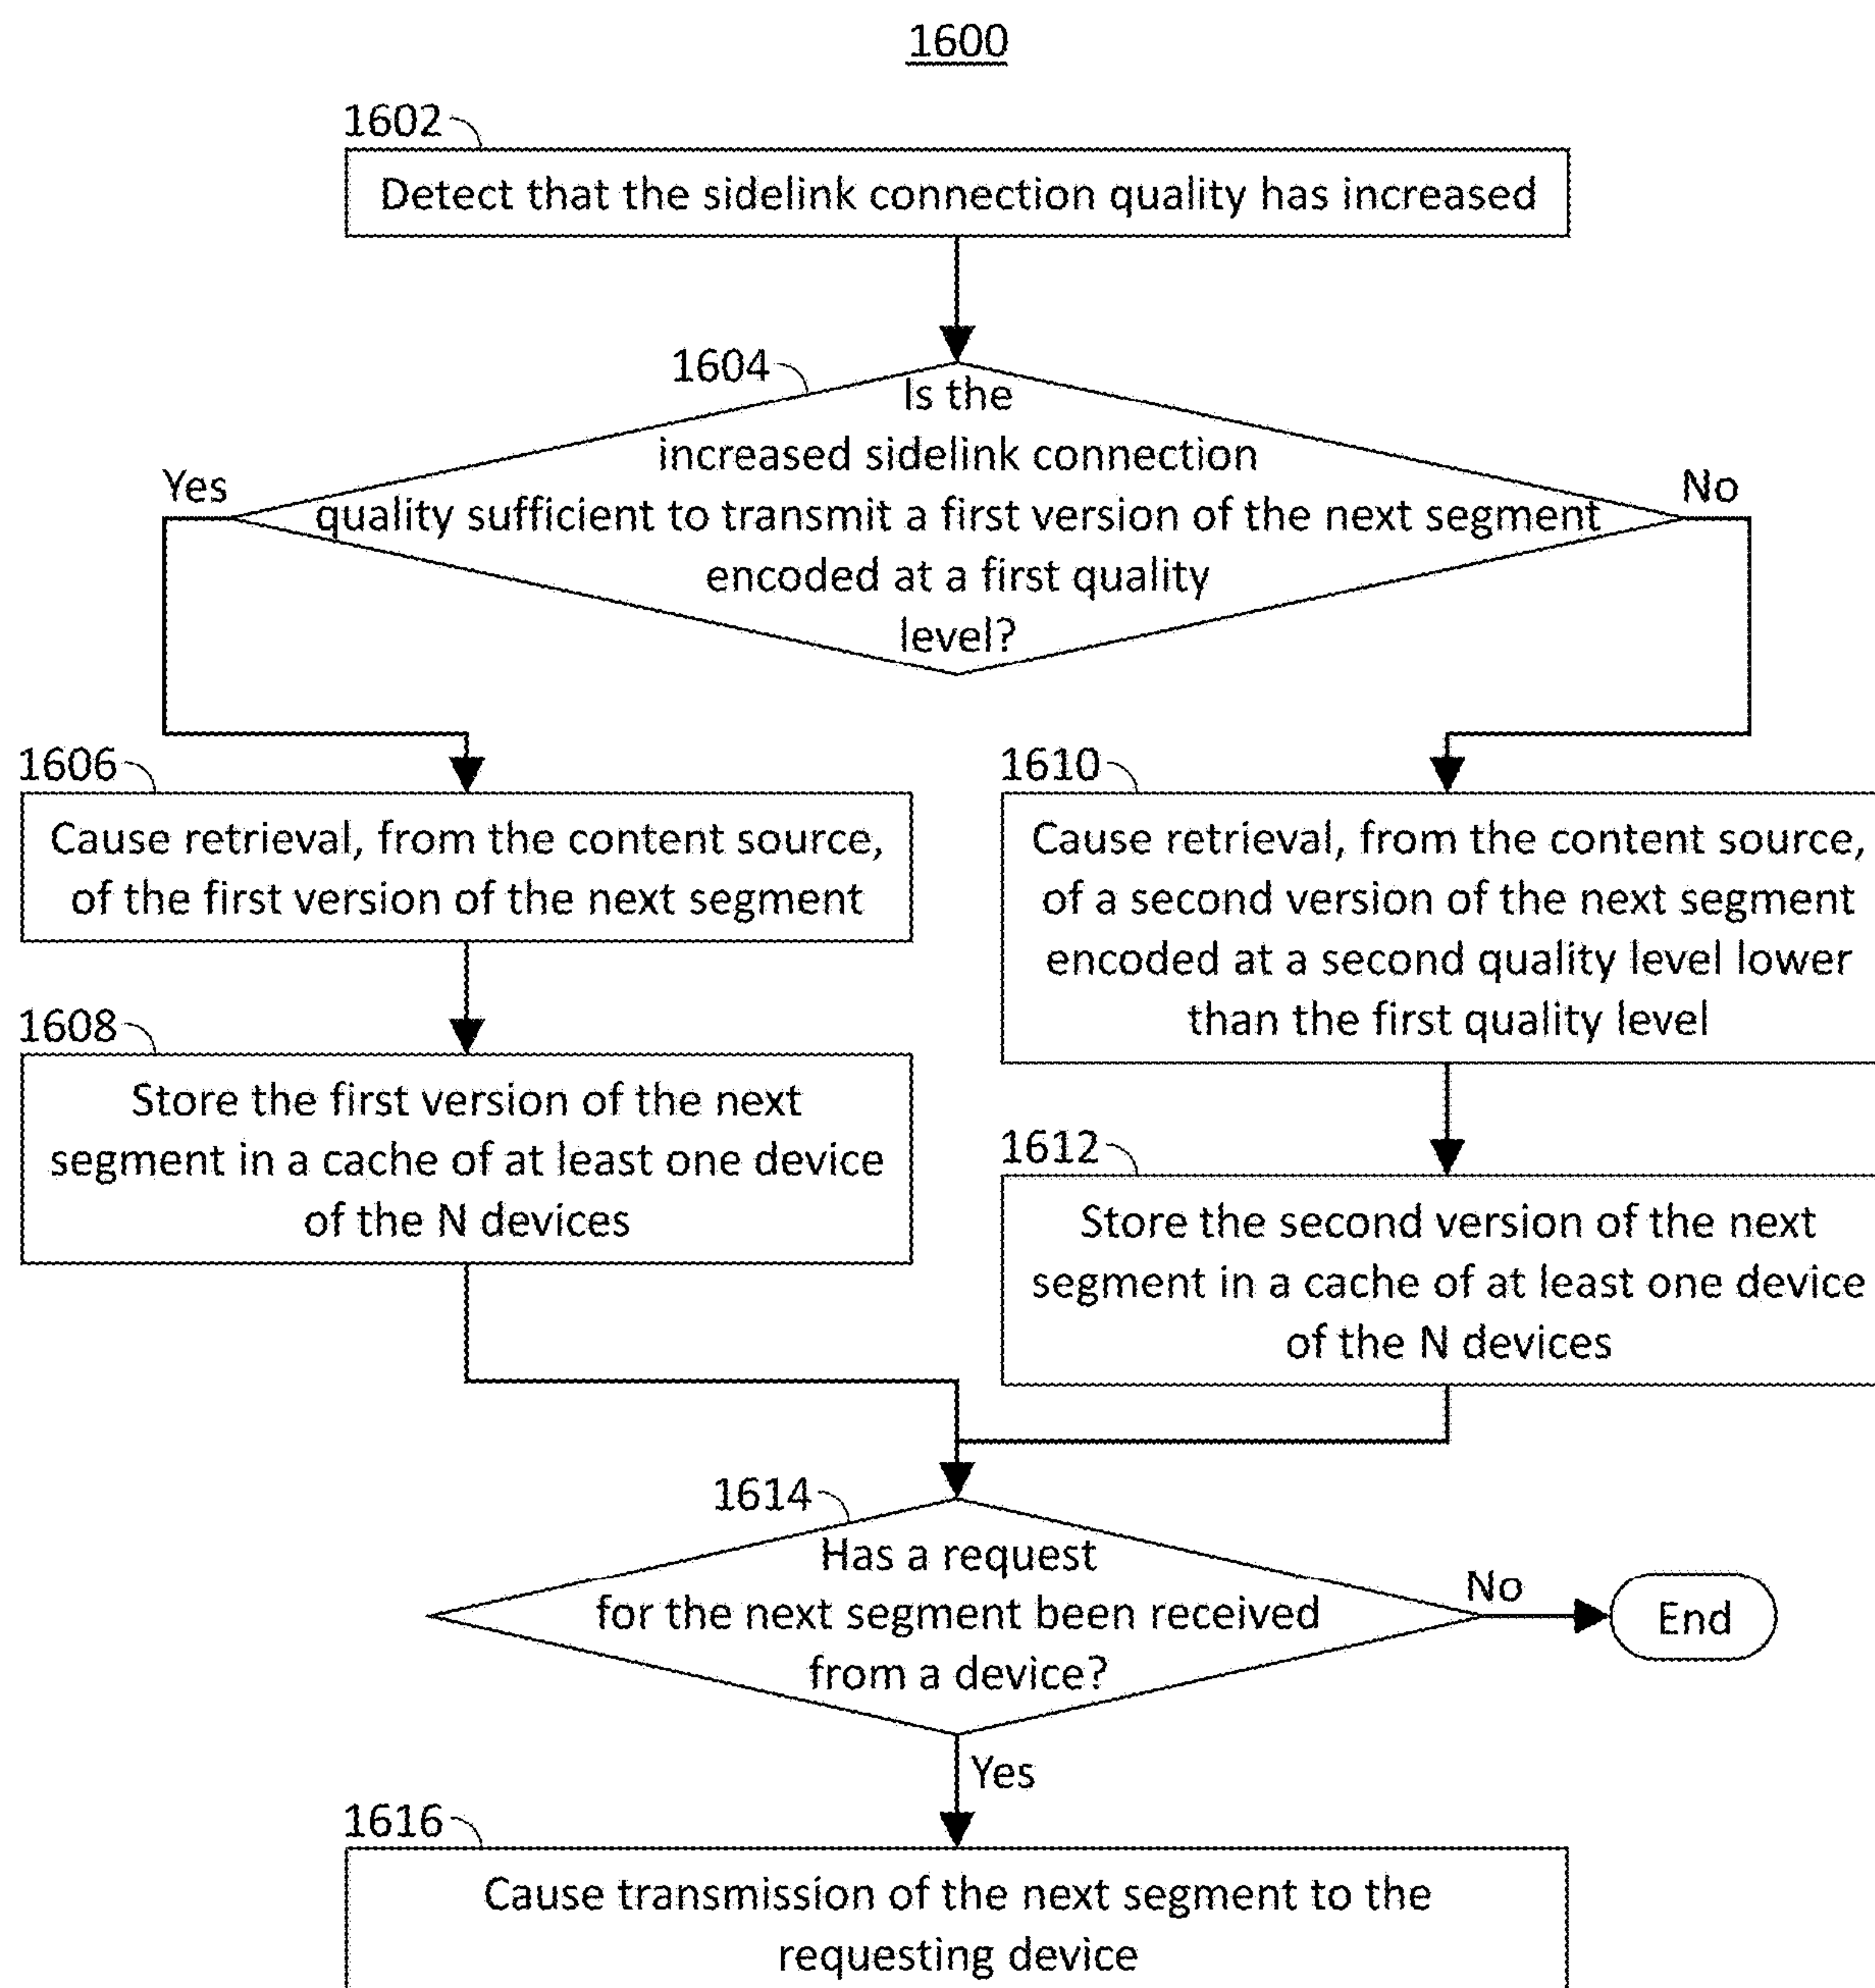 1600
1602
Detect that the sidelink connection quality has increased
1604
Is the
increased sidelink connection
quality sufficient to transmit a first version of the next segment
encoded at a first quality
level?
Yes
No
1606
Cause retrieval, from the content source,
of the first version of the next segment
1608
Store the first version of the next
segment in a cache of at least one device
of the N devices
1610
Cause retrieval, from the content source,
of a second version of the next segment
encoded at a second quality level lower
than the first quality level
1612
Store the second version of the next
segment in a cache of at least one device
of the N devices
1614
Has a request
for the next segment been received
from a device?
No
End
Yes
1616
Cause transmission of the next segment to the
requesting device